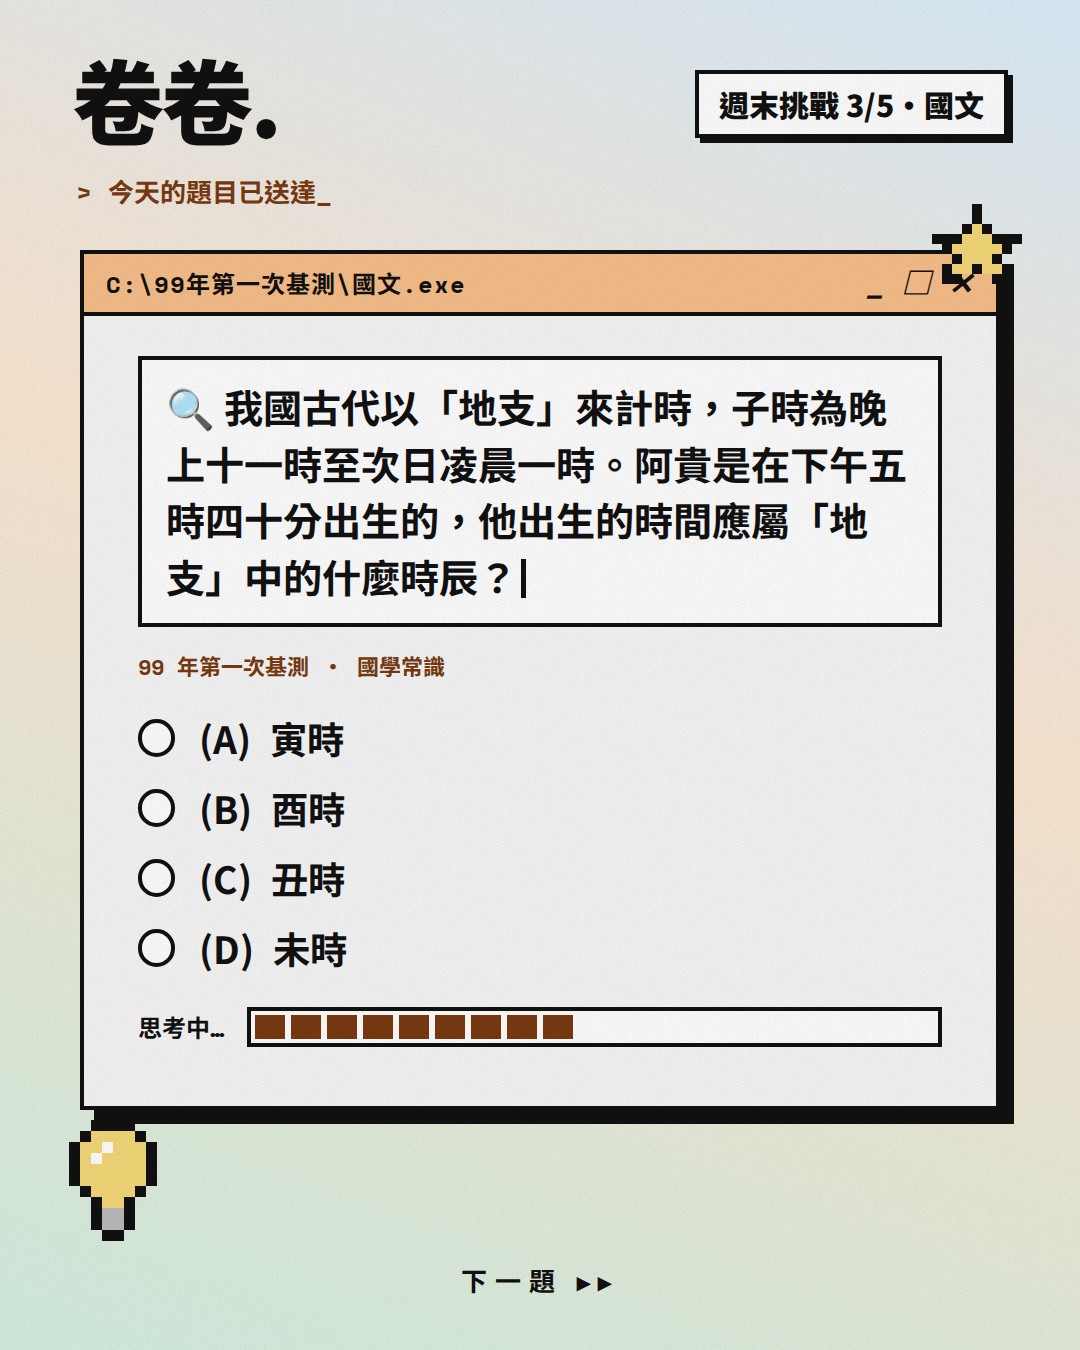 卷卷.
週末挑戰 3/5・國文
> 今天的題目已送達_
C:\99年第一次基測\國文.exe
我國古代以「地支」來計時，子時為晚
上十一時至次日凌晨一時。阿貴是在下午五
時四十分出生的，他出生的時間應屬「地
支」中的什麼時辰？
99 年第一次基測 ・ 國學常識
(A) 寅時
(B) 酉時
(C) 丑時
(D) 未時
思考中…
下一題 ▸▸